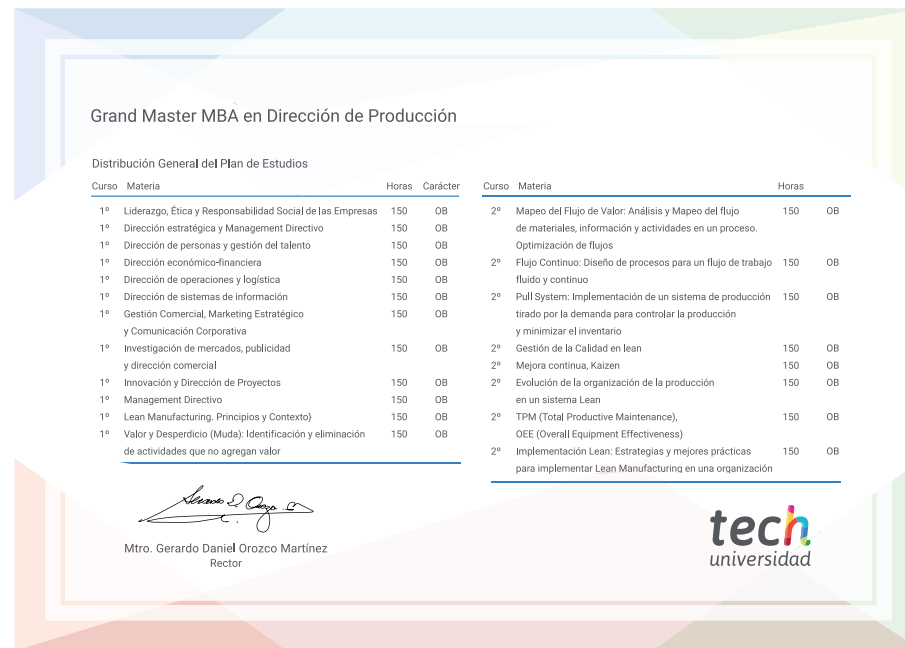 Grand Master MBA en Dirección de Producción
Distribución General del Plan de Estudios
Curso Materia Horas Carácter
1º Liderazgo, Ética y Responsabilidad Social de las Empresas 150 OB
1º Dirección estratégica y Management Directivo 150 OB
1º Dirección de personas y gestión del talento 150 OB
1º Dirección económico-financiera 150 OB
1º Dirección de operaciones y logística 150 OB
1º Dirección de sistemas de información 150 OB
1º Gestión Comercial, Marketing Estratégico 150 OB
y Comunicación Corporativa
1º Investigación de mercados, publicidad 150 OB
y dirección comercial
1º Innovación y Dirección de Proyectos 150 OB
1º Management Directivo 150 OB
1º Lean Manufacturing. Principios y Contexto} 150 OB
1º Valor y Desperdicio (Muda): Identificación y eliminación 150 OB
de actividades que no agregan valor
Curso Materia Horas
2º Mapeo del Flujo de Valor: Análisis y Mapeo del flujo 150 OB
de materiales, información y actividades en un proceso.
Optimización de flujos
2º Flujo Continuo: Diseño de procesos para un flujo de trabajo 150 OB
fluido y continuo
2º Pull System: Implementación de un sistema de producción 150 OB
tirado por la demanda para controlar la producción
y minimizar el inventario
2º Gestión de la Calidad en lean 150 OB
2º Mejora continua, Kaizen 150 OB
2º Evolución de la organización de la producción 150 OB
en un sistema Lean
2º TPM (Total Productive Maintenance), 150 OB
OEE (Overall Equipment Effectiveness)
2º Implementación Lean: Estrategias y mejores prácticas 150 OB
para implementar Lean Manufacturing en una organización
Mtro. Gerardo Daniel Orozco Martínez
Rector
tech
universidad